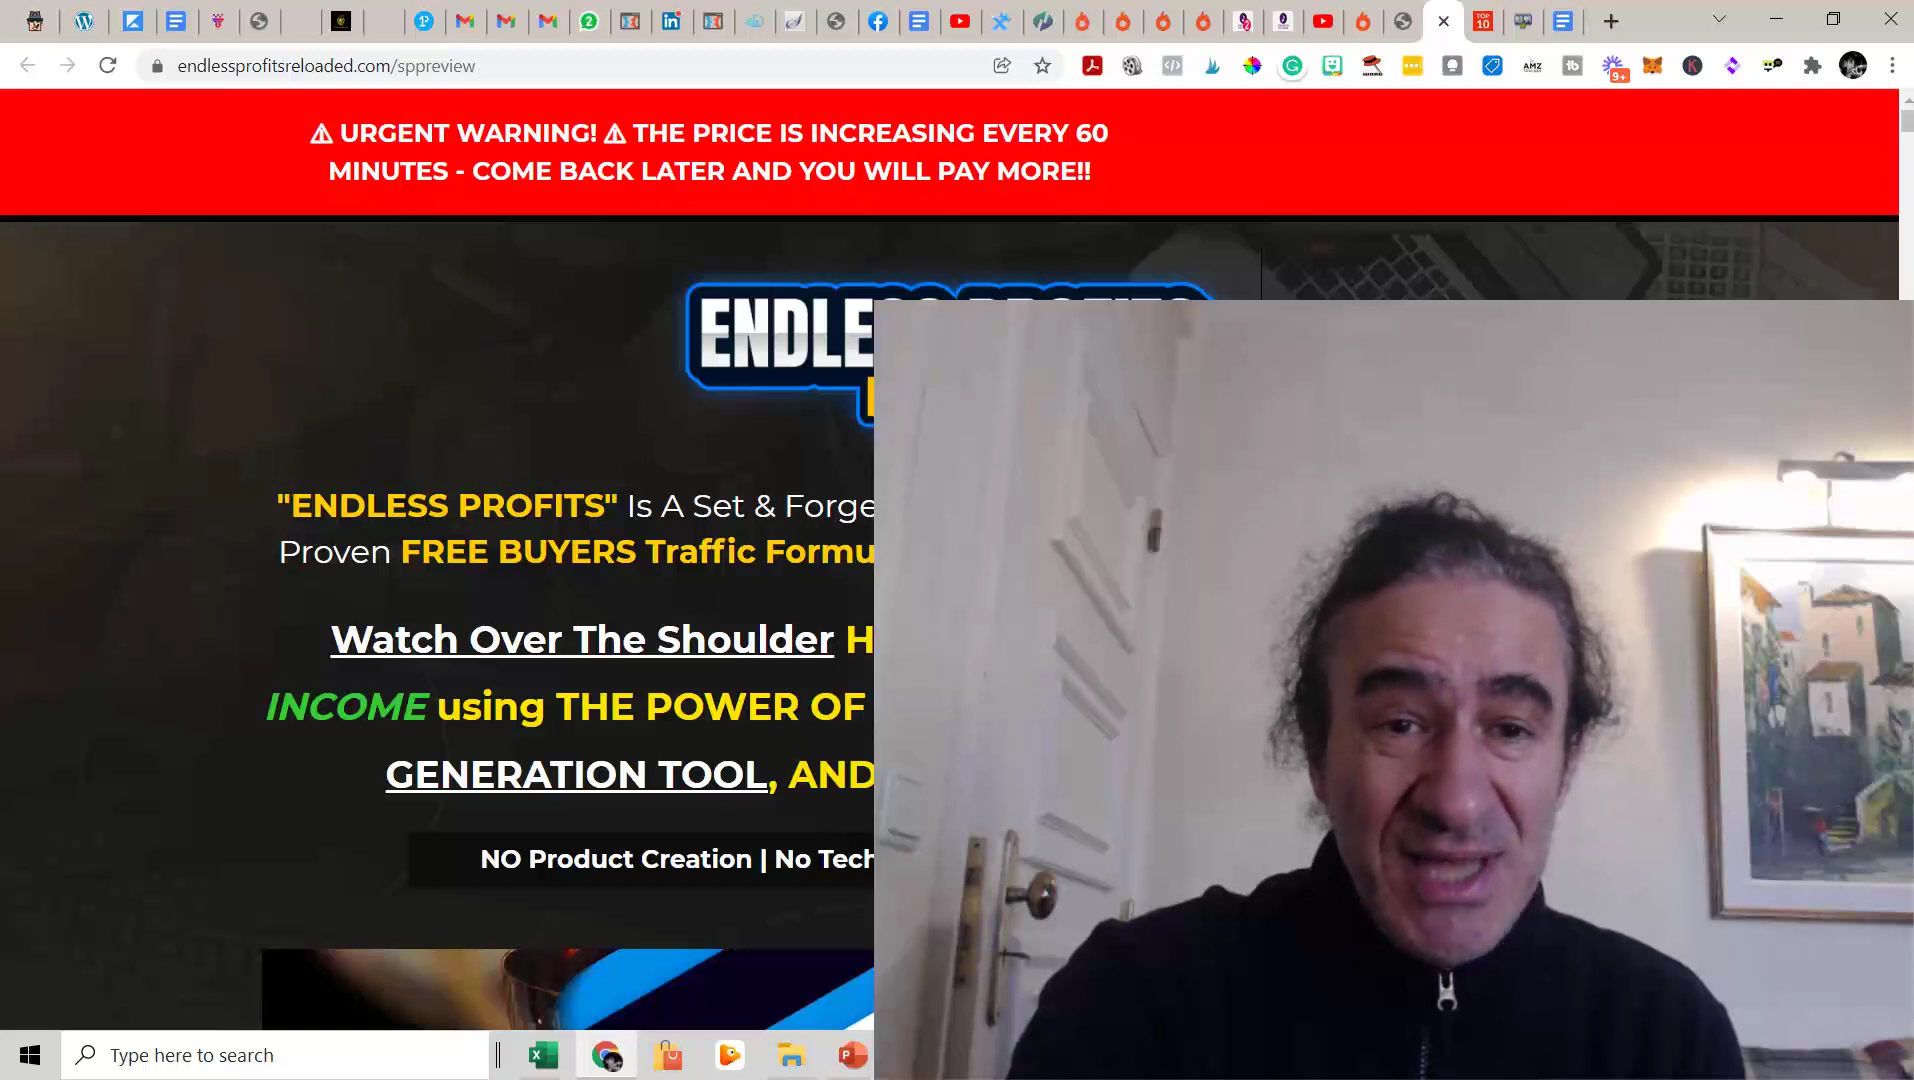 endlessprofitsreloaded.com/sppreview
⚠ URGENT WARNING! ⚠ THE PRICE IS INCREASING EVERY 60
MINUTES - COME BACK LATER AND YOU WILL PAY MORE!!
"ENDLESS PROFITS" Is A Set & Forge
Proven FREE BUYERS Traffic Formu
Watch Over The Shoulder H
INCOME using THE POWER OF
GENERATION TOOL, AND
NO Product Creation | No Tech
Type here to search